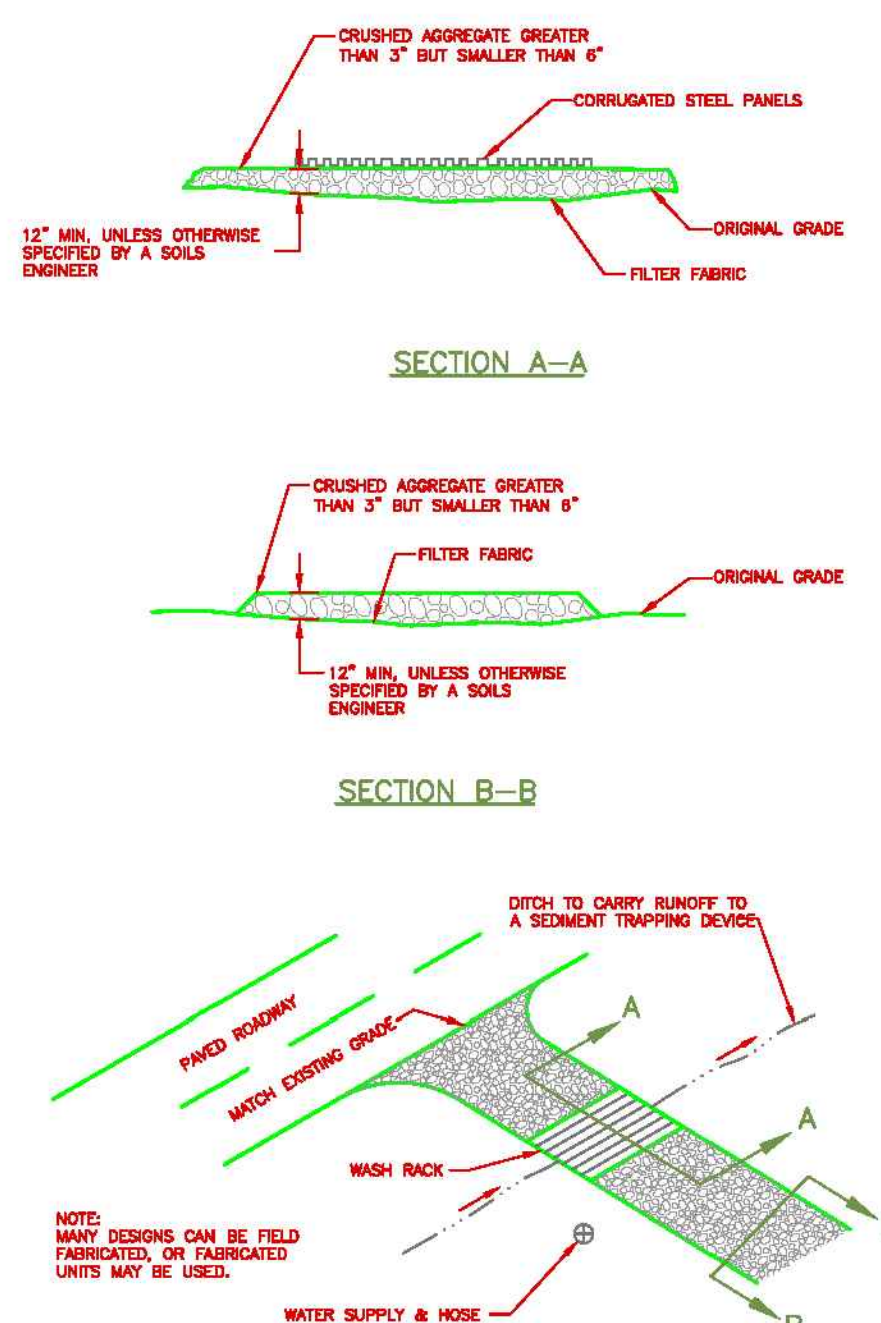 CRUSHED AGGREGATE GREATER
THAN 3" BUT SMALLER THAN 6"
CORRUGATED STEEL PANELS
12" MIN, UNLESS OTHERWISE
SPECIFIED BY A SOILS
ENGINEER
ORIGINAL GRADE
FILTER FABRIC
SECTION A-A
CRUSHED AGGREGATE GREATER
THAN 3" BUT SMALLER THAN 6"
FILTER FABRIC
ORIGINAL GRADE
12" MIN, UNLESS OTHERWISE
SPECIFIED BY A SOILS
ENGINEER
SECTION B-B
DITCH TO CARRY RUNOFF TO
A SEDIMENT TRAPPING DEVICE
PAVED ROADWAY
MATCH EXISTING GRADE
A
A
WASH RACK
NOTE:
MANY DESIGNS CAN BE FIELD
FABRICATED, OR FABRICATED
UNITS MAY BE USED.
WATER SUPPLY & HOSE
B